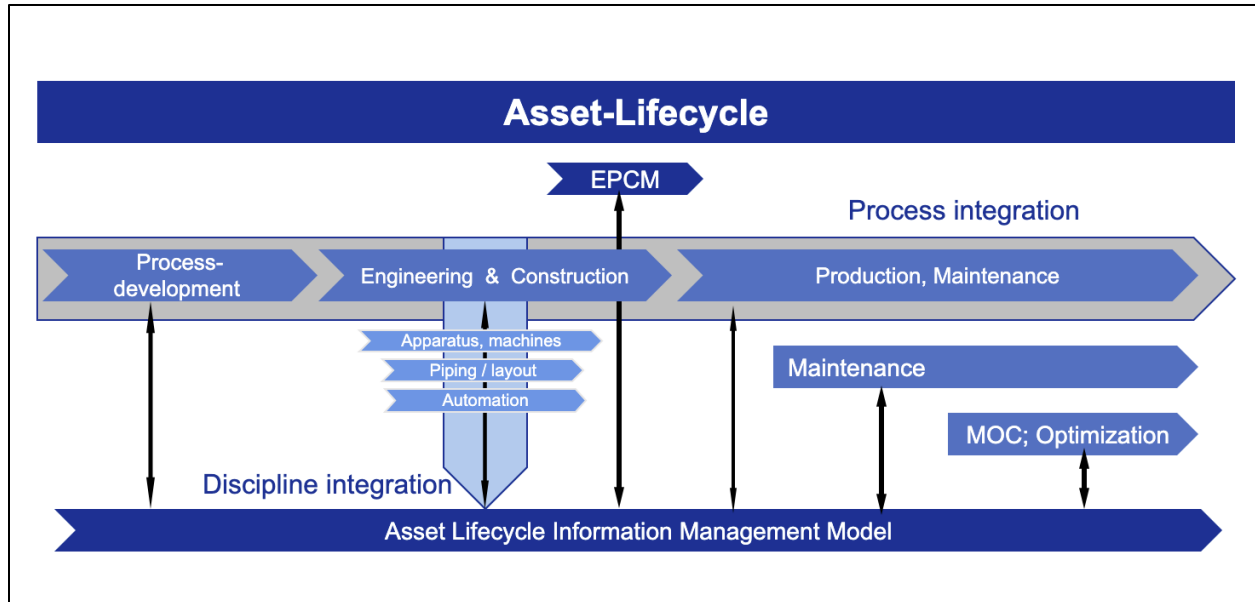 Asset-Lifecycle
EPCM
Process integration
Process-
development
Engineering & Construction
Production, Maintenance
Apparatus, machines
Piping / layout
Automation
Maintenance
MOC; Optimization
Discipline integration
Asset Lifecycle Information Management Model